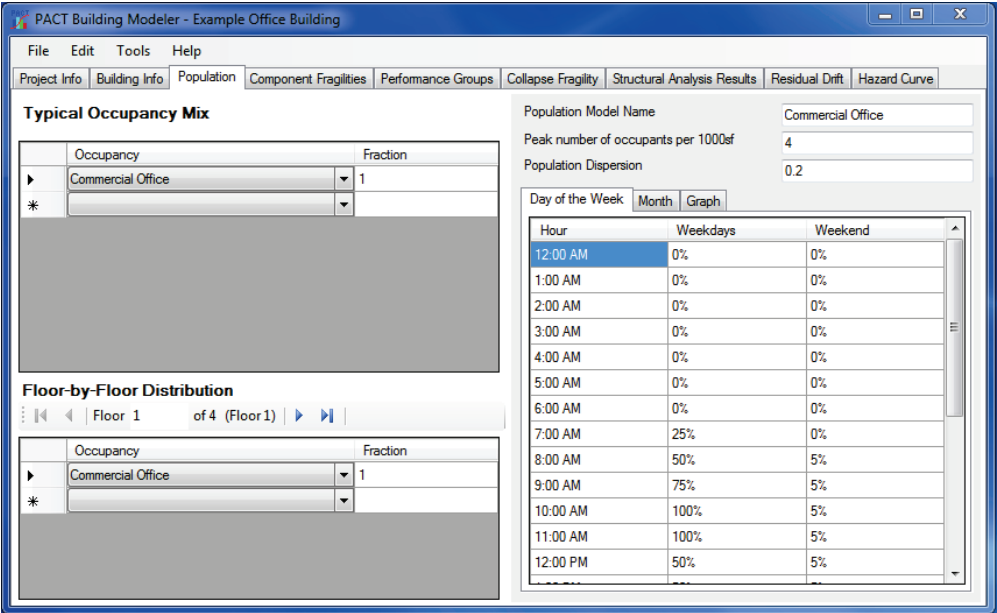 PACT Building Modeler - Example Office Building
File Edit Tools Help
Project Info Building Info Population Component Fragilities Performance Groups Collapse Fragility Structural Analysis Results Residual Drift Hazard Curve
Typical Occupancy Mix
Occupancy Fraction
Commercial Office 1
Floor-by-Floor Distribution
Floor 1 of 4 (Floor 1)
Occupancy Fraction
Commercial Office 1
Population Model Name Commercial Office
Peak number of occupants per 1000sf 4
Population Dispersion 0.2
Day of the Week Month Graph
Hour Weekdays Weekend
12:00 AM 0% 0%
1:00 AM 0% 0%
2:00 AM 0% 0%
3:00 AM 0% 0%
4:00 AM 0% 0%
5:00 AM 0% 0%
6:00 AM 0% 0%
7:00 AM 25% 0%
8:00 AM 50% 5%
9:00 AM 75% 5%
10:00 AM 100% 5%
11:00 AM 100% 5%
12:00 PM 50% 5%